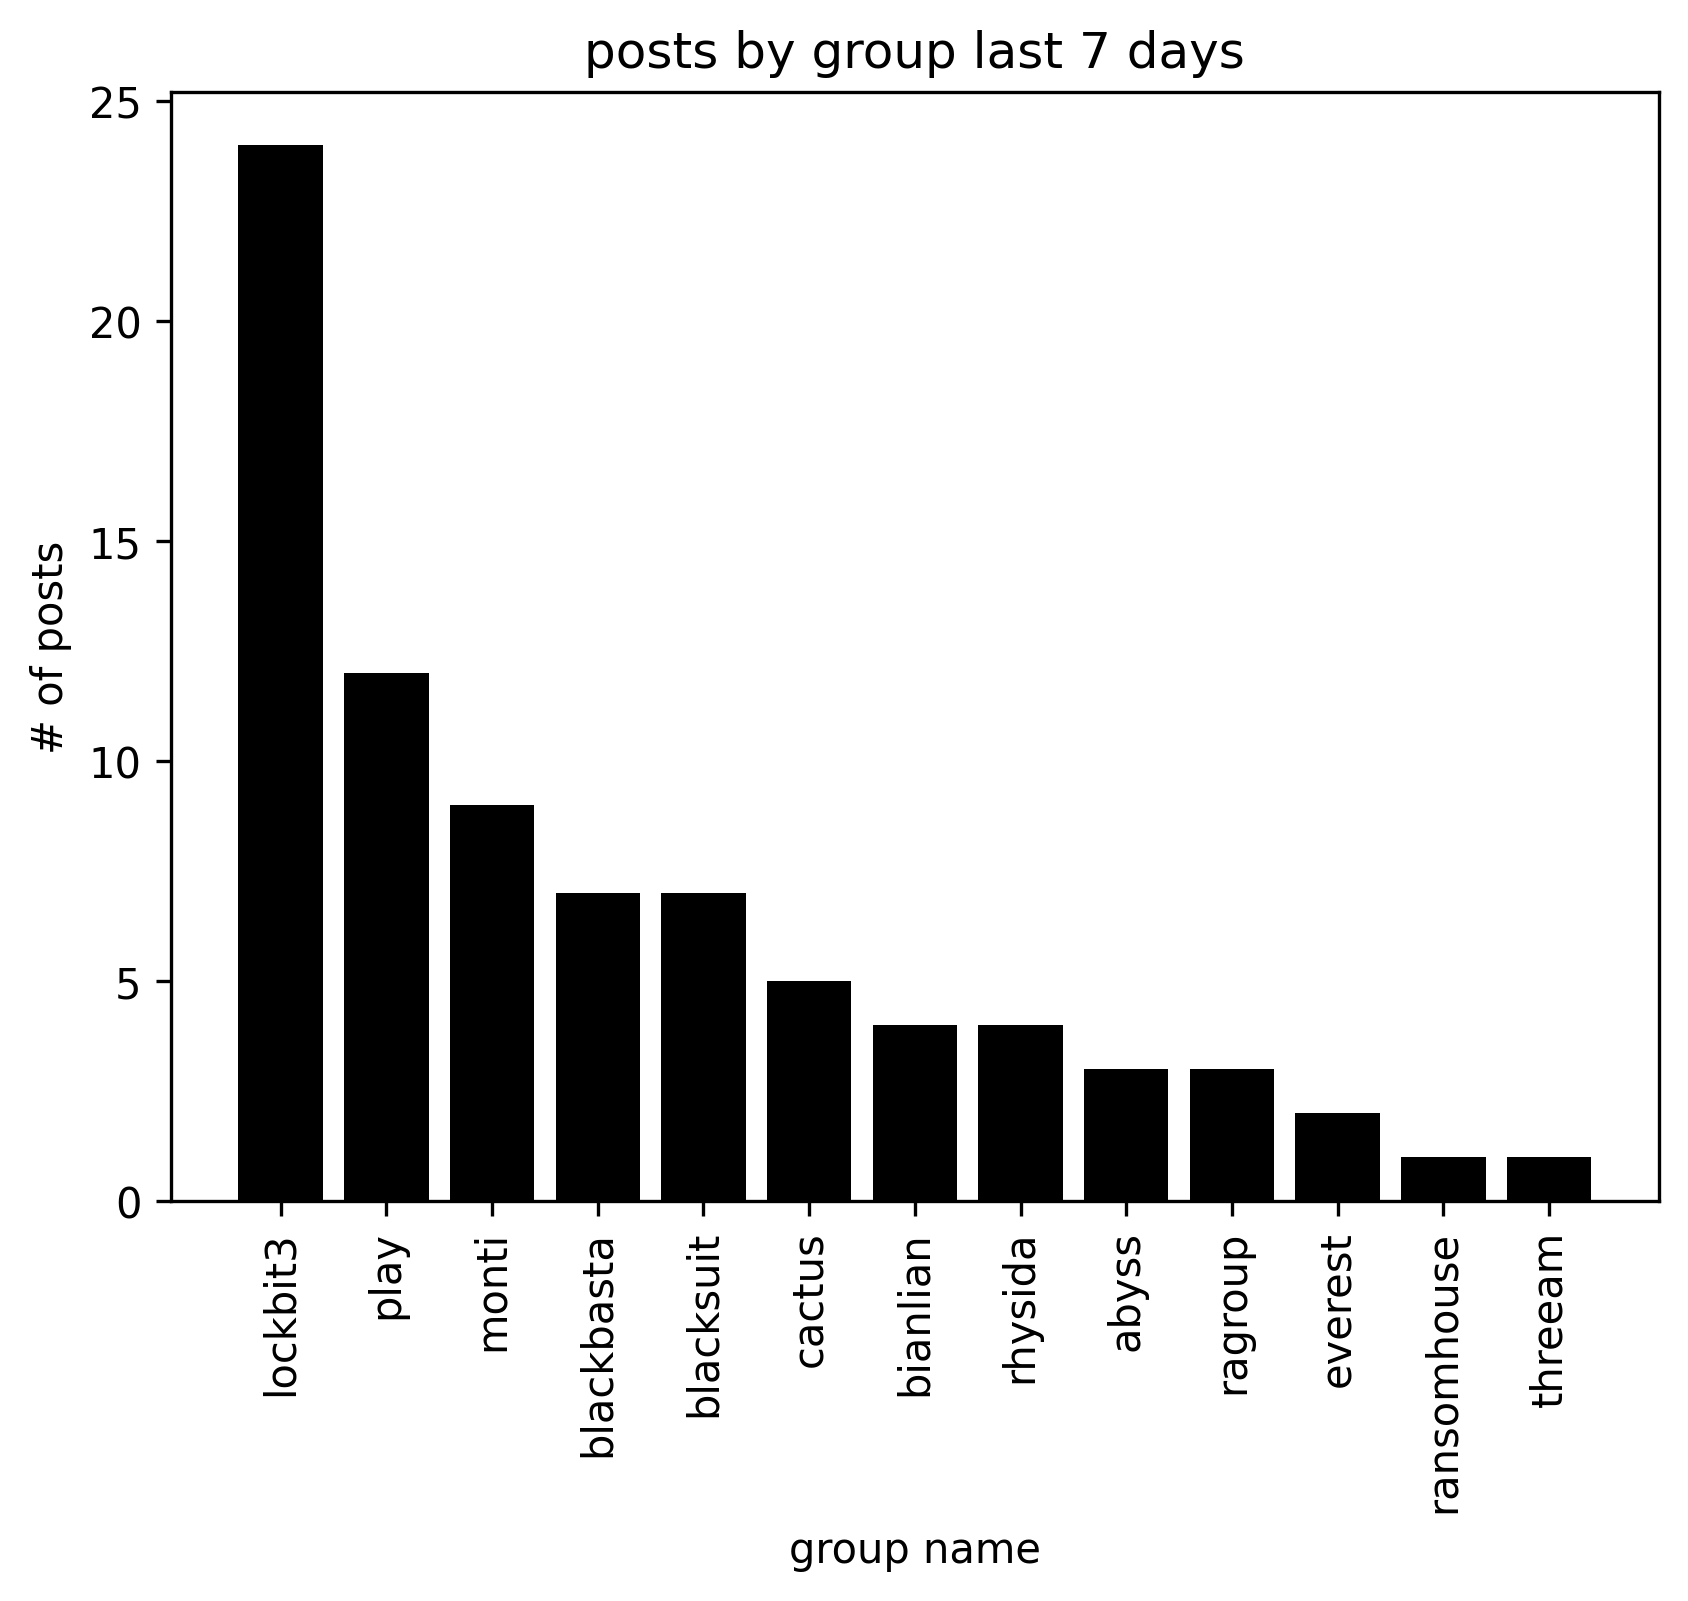 posts by group last 7 days
25
20
15
10
5
0
# of posts
lockbit3
play
monti
blackbasta
blacksuit
cactus
bianlian
rhysida
abyss
ragroup
everest
ransomhouse
threeam
group name